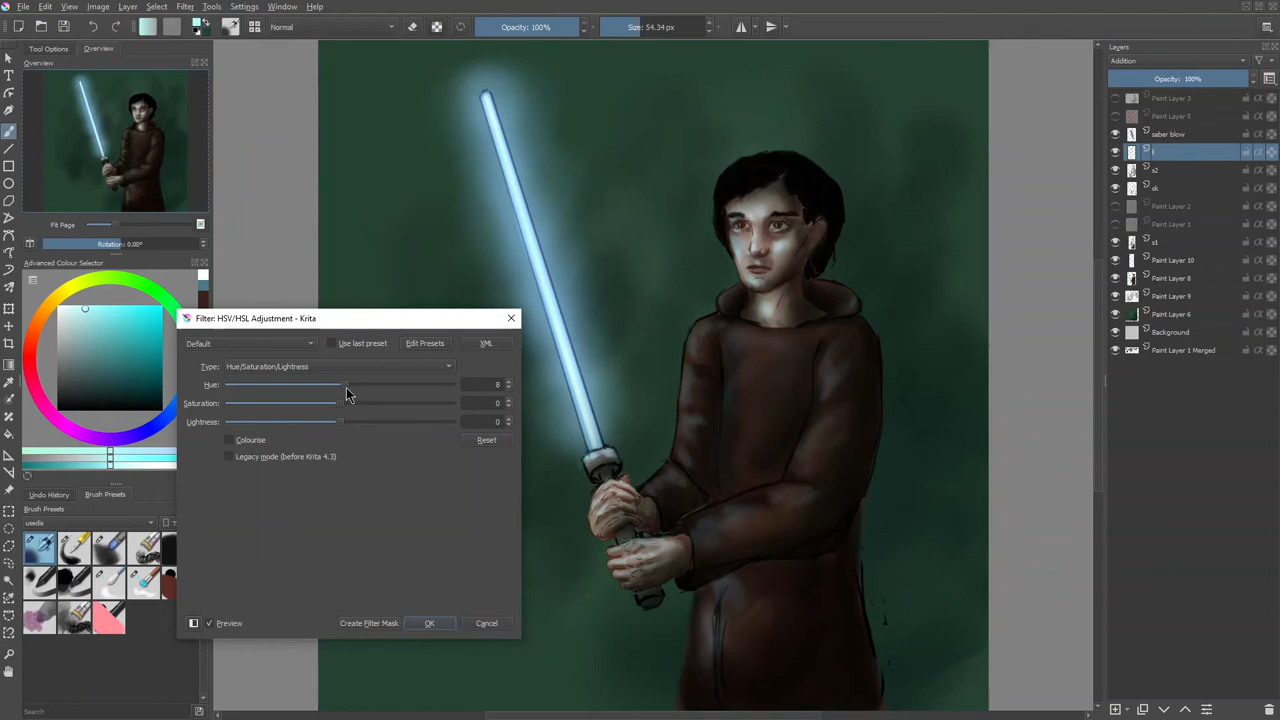 File Edit View Image Layer Select Filter Tools Settings Window Help
Normal
Opacity: 100%
Size: 54.34 px
Tool Options Overview
Overview
Fit Page
Rotation: 0.00°
Advanced Colour Selector
Undo History Brush Presets
Brush Presets
usedis
Search
Filter: HSV/HSL Adjustment - Krita
Default
Use last preset
Edit Presets
XML
Type: Hue/Saturation/Lightness
Hue: 8
Saturation: 0
Lightness: 0
Colourise
Reset
Legacy mode (before Krita 4.3)
Preview
Create Filter Mask
OK
Cancel
Layers
Addition
Opacity: 100%
Paint Layer 3
Paint Layer 5
saber blow
l
s2
sk
Paint Layer 2
Paint Layer 1
s1
Paint Layer 10
Paint Layer 8
Paint Layer 9
Paint Layer 6
Background
Paint Layer 1 Merged